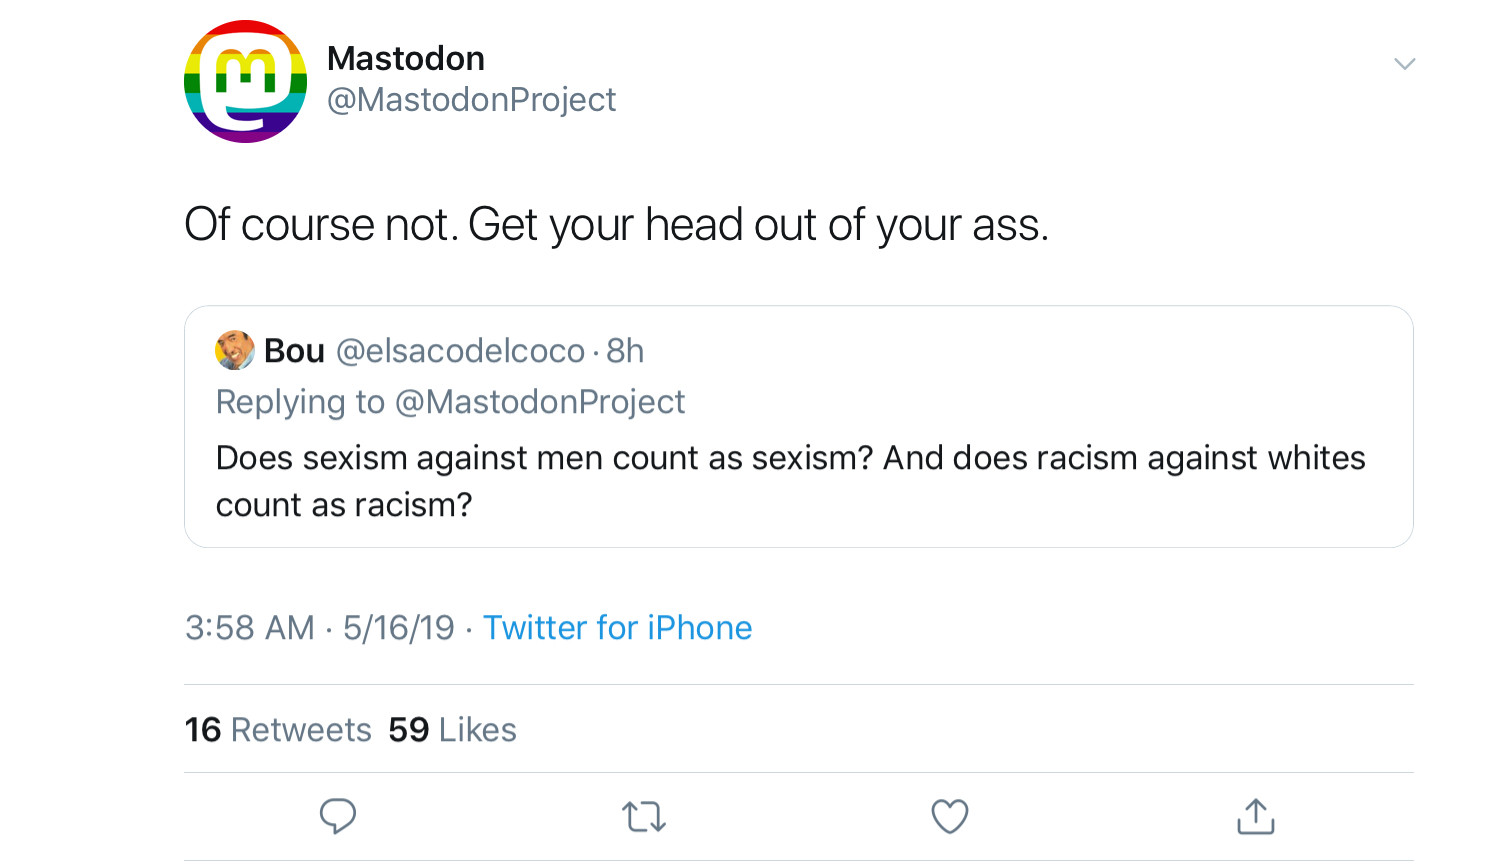 Mastodon
@MastodonProject
Of course not. Get your head out of your ass.
Bou @elsacodelcoco · 8h
Replying to @MastodonProject
Does sexism against men count as sexism? And does racism against whites
count as racism?
3:58 AM · 5/16/19 · Twitter for iPhone
16 Retweets 59 Likes